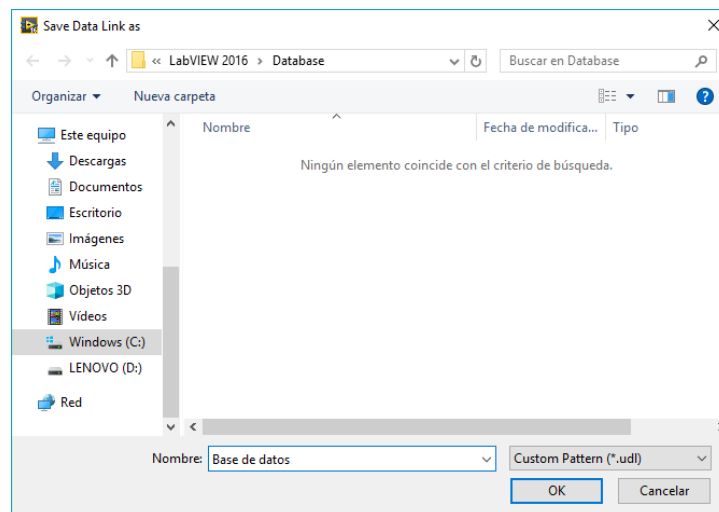 Save Data Link as
« LabVIEW 2016 > Database
Buscar en Database
Organizar
Nueva carpeta
?
Nombre
Fecha de modifica...
Tipo
Ningún elemento coincide con el criterio de búsqueda.
Este equipo
Descargas
Documentos
Escritorio
Imágenes
Música
Objetos 3D
Vídeos
Windows (C:)
LENOVO (D:)
Red
Nombre: Base de datos
Custom Pattern (*.udl)
OK
Cancelar